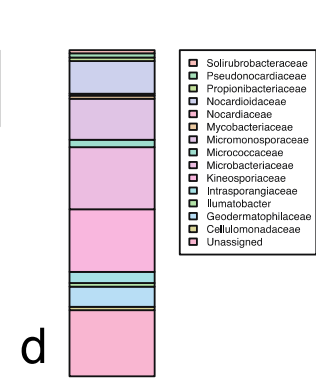 Solirubrobacteraceae
Pseudonocardiaceae
Propionibacteriaceae
Nocardioidaceae
Nocardiaceae
Mycobacteriaceae
Micromonosporaceae
Micrococcaceae
Microbacteriaceae
Kineosporiaceae
Intrasporangiaceae
Ilumatobacter
Geodermatophilaceae
Cellulomonadaceae
Unassigned
d